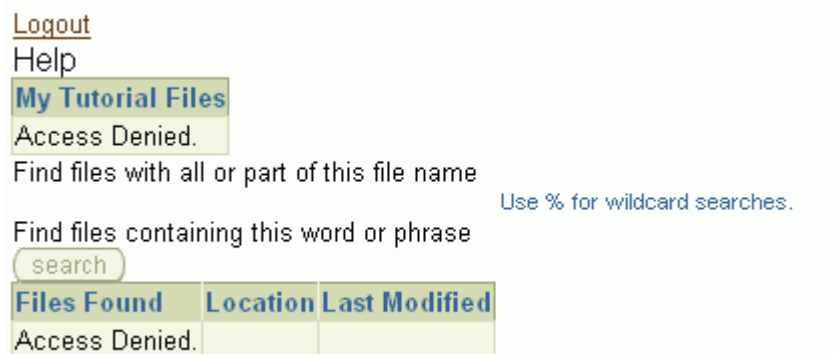 Logout
Help
My Tutorial Files
Access Denied.
Find files with all or part of this file name
Use % for wildcard searches.
Find files containing this word or phrase
search
Files Found Location Last Modified
Access Denied.